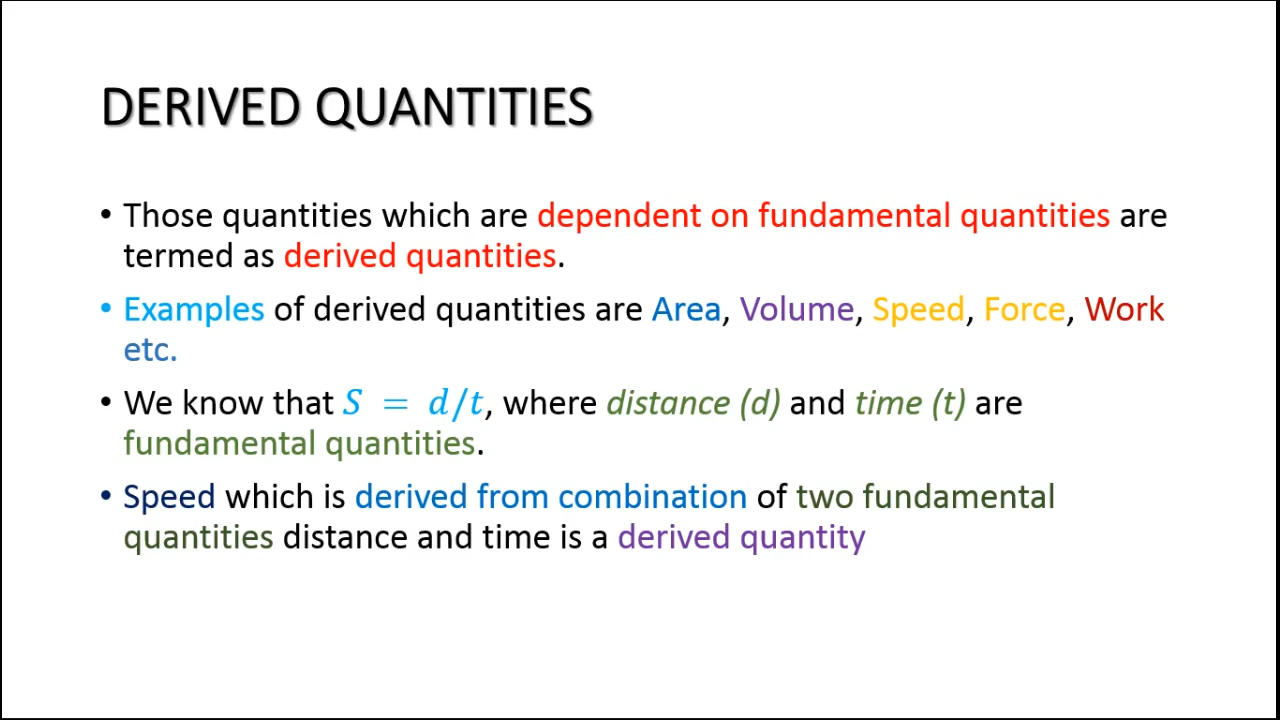 DERIVED QUANTITIES
• Those quantities which are dependent on fundamental quantities are
termed as derived quantities.
• Examples of derived quantities are Area, Volume, Speed, Force, Work
etc.
• We know that S = d/t, where distance (d) and time (t) are
fundamental quantities.
• Speed which is derived from combination of two fundamental
quantities distance and time is a derived quantity